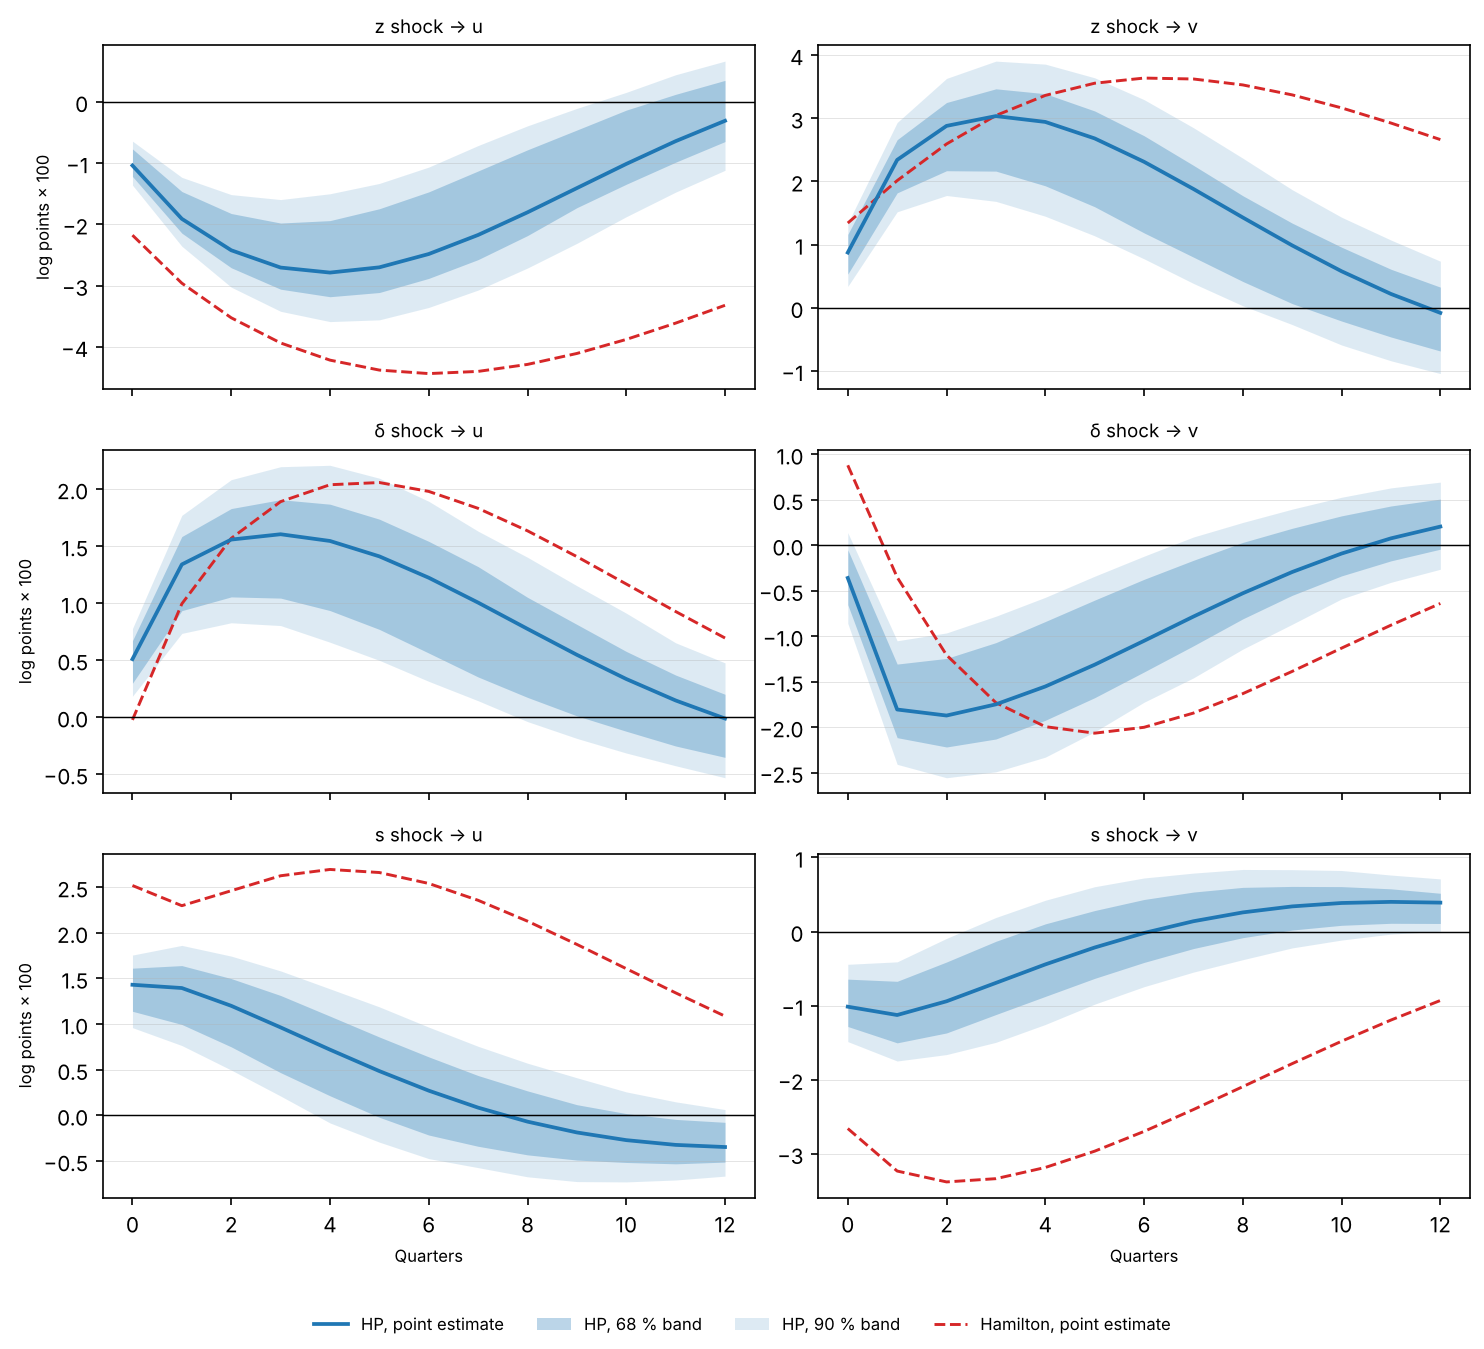 z shock → u
z shock → v
log points × 100
0
−1
−2
−3
−4
4
3
2
1
0
−1
δ shock → u
δ shock → v
log points × 100
2.0
1.5
1.0
0.5
0.0
−0.5
1.0
0.5
0.0
−0.5
−1.0
−1.5
−2.0
−2.5
s shock → u
s shock → v
log points × 100
2.5
2.0
1.5
1.0
0.5
0.0
−0.5
1
0
−1
−2
−3
0 2 4 6 8 10 12
0 2 4 6 8 10 12
Quarters
Quarters
HP, point estimate
HP, 68 % band
HP, 90 % band
Hamilton, point estimate